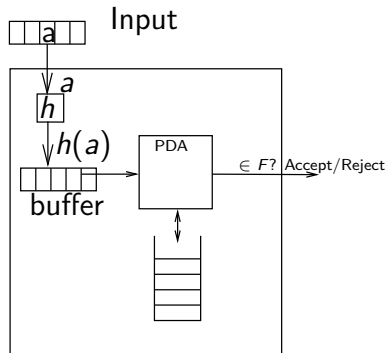 Input
a
a
h
h(a)
PDA
∈ F? Accept/Reject
buffer